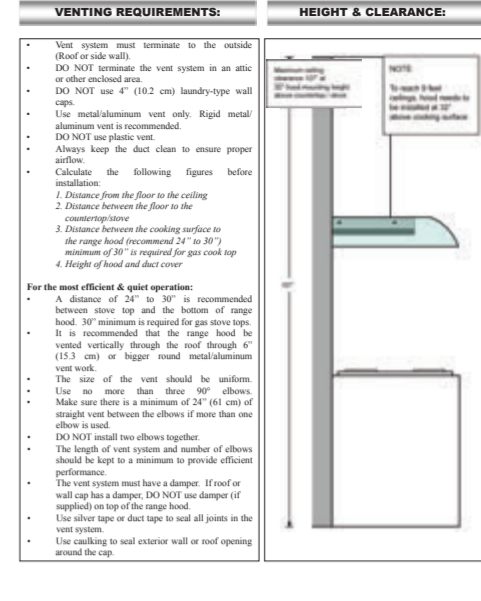 VENTING REQUIREMENTS:
• Vent system must terminate to the outside
(Roof or side wall).
• DO NOT terminate the vent system in an attic
or other enclosed area.
• DO NOT use 4” (10.2 cm) laundry-type wall
caps.
• Use metal/aluminum vent only. Rigid metal/
aluminum vent is recommended.
• DO NOT use plastic vent.
• Always keep the duct clean to ensure proper
airflow.
• Calculate the following figures before
installation:
1. Distance from the floor to the ceiling
2. Distance between the floor to the
countertop/stove
3. Distance between the cooking surface to
the range hood (recommend 24” to 30”)
minimum of 30” is required for gas cook top
4. Height of hood and duct cover
For the most efficient & quiet operation:
• A distance of 24” to 30” is recommended
between stove top and the bottom of range
hood. 30” minimum is required for gas stove tops.
• It is recommended that the range hood be
vented vertically through the roof through 6”
(15.3 cm) or bigger round metal/aluminum
vent work.
• The size of the vent should be uniform.
• Use no more than three 90° elbows.
• Make sure there is a minimum of 24” (61 cm) of
straight vent between the elbows if more than one
elbow is used.
• DO NOT install two elbows together.
• The length of vent system and number of elbows
should be kept to a minimum to provide efficient
performance.
• The vent system must have a damper. If roof or
wall cap has a damper, DO NOT use damper (if
supplied) on top of the range hood.
• Use silver tape or duct tape to seal all joints in the
vent system.
• Use caulking to seal exterior wall or roof opening
around the cap.
HEIGHT & CLEARANCE:
Maximum ceiling
clearance
hood mounting height
above countertop / stove
NOTE:
To reach 9 feet
ceilings, hood needs to
be installed at 32"
above cooking surface